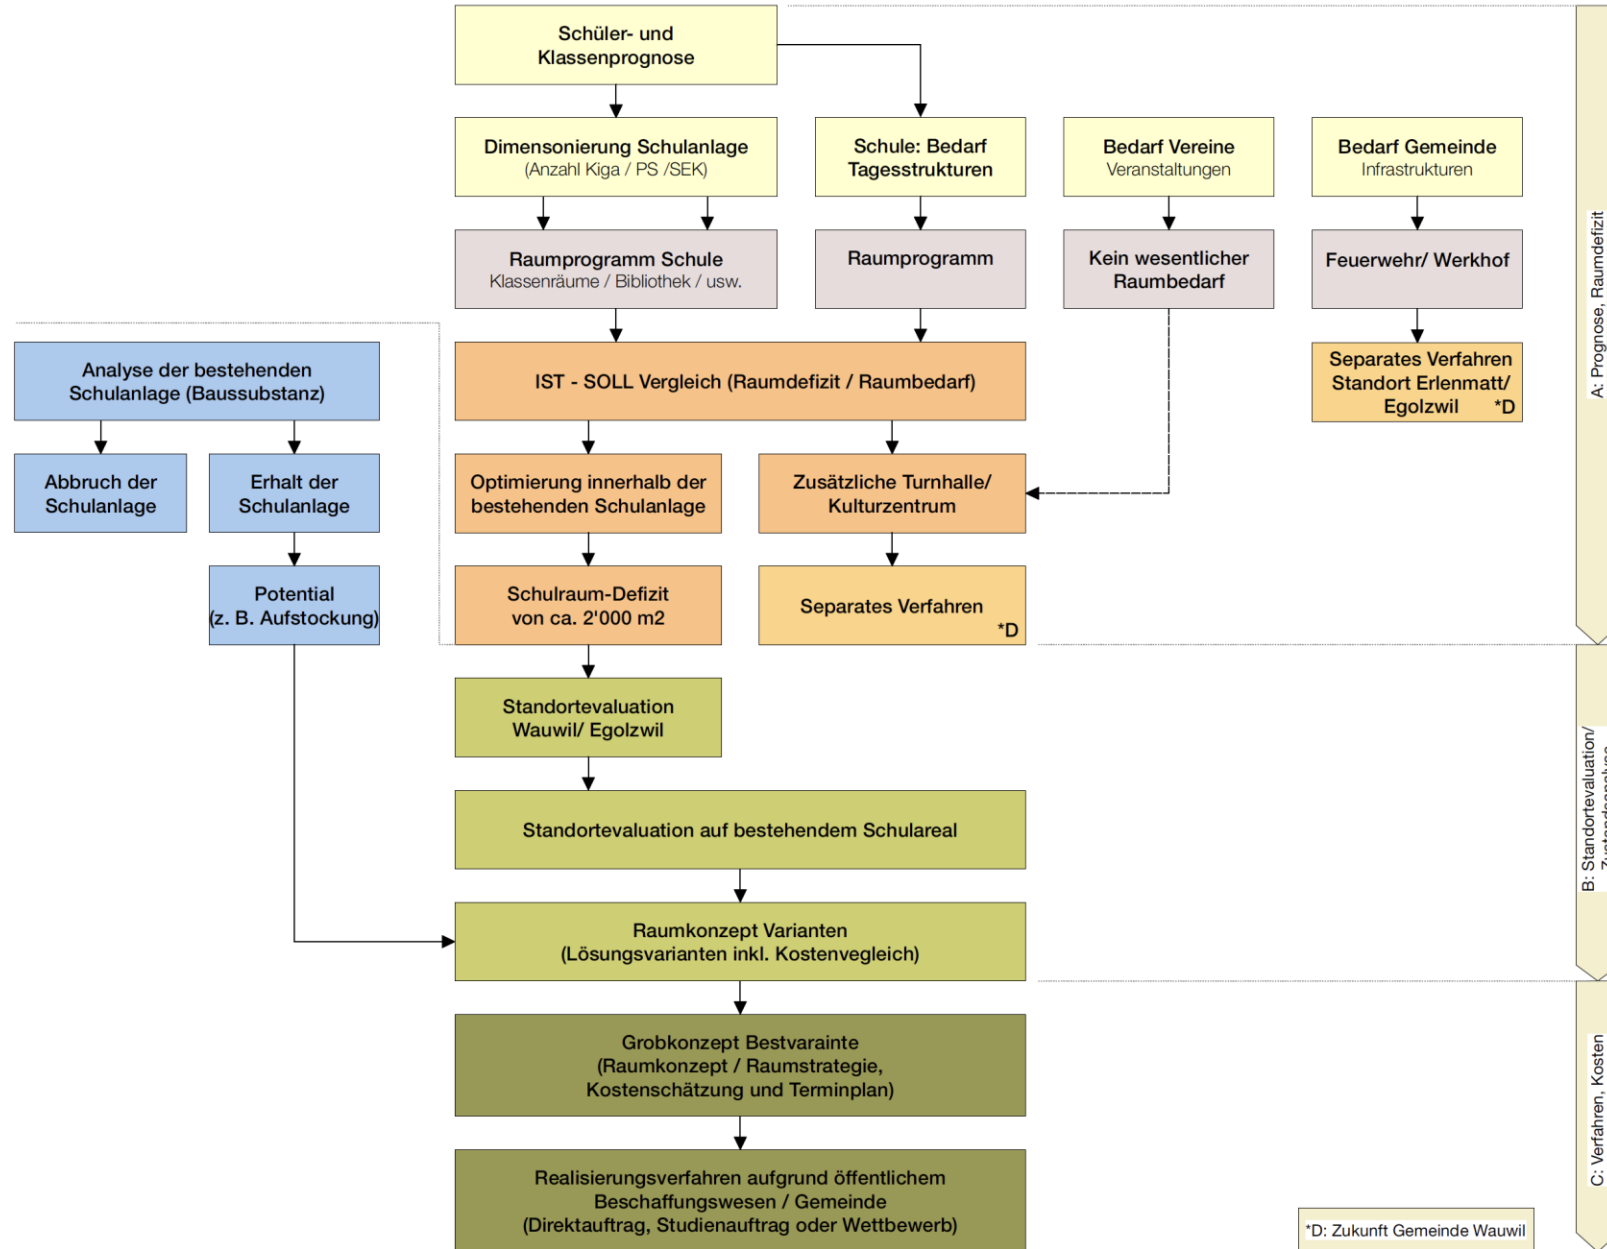 Schüler- und
Klassenprognose
Dimensonierung Schulanlage
(Anzahl Kiga / PS /SEK)
Schule: Bedarf
Tagesstrukturen
Bedarf Vereine
Veranstaltungen
Bedarf Gemeinde
Infrastrukturen
Raumprogramm Schule
Klassenräume / Bibliothek / usw.
Raumprogramm
Kein wesentlicher
Raumbedarf
Feuerwehr/ Werkhof
A: Prognose, Raumdefizit
Analyse der bestehenden
Schulanlage (Baussubstanz)
IST - SOLL Vergleich (Raumdefizit / Raumbedarf)
Separates Verfahren
Standort Erlenmatt/
Egolzwil *D
Abbruch der
Schulanlage
Erhalt der
Schulanlage
Optimierung innerhalb der
bestehenden Schulanlage
Zusätzliche Turnhalle/
Kulturzentrum
Potential
(z. B. Aufstockung)
Schulraum-Defizit
von ca. 2'000 m2
Separates Verfahren
*D
Standortevaluation
Wauwil/ Egolzwil
B: Standortevaluation/
Zustandsanalyse
Standortevaluation auf bestehendem Schulareal
Raumkonzept Varianten
(Lösungsvarianten inkl. Kostenvegleich)
Grobkonzept Bestvarainte
(Raumkonzept / Raumstrategie,
Kostenschätzung und Terminplan)
C: Verfahren, Kosten
Realisierungsverfahren aufgrund öffentlichem
Beschaffungswesen / Gemeinde
(Direktauftrag, Studienauftrag oder Wettbewerb)
*D: Zukunft Gemeinde Wauwil